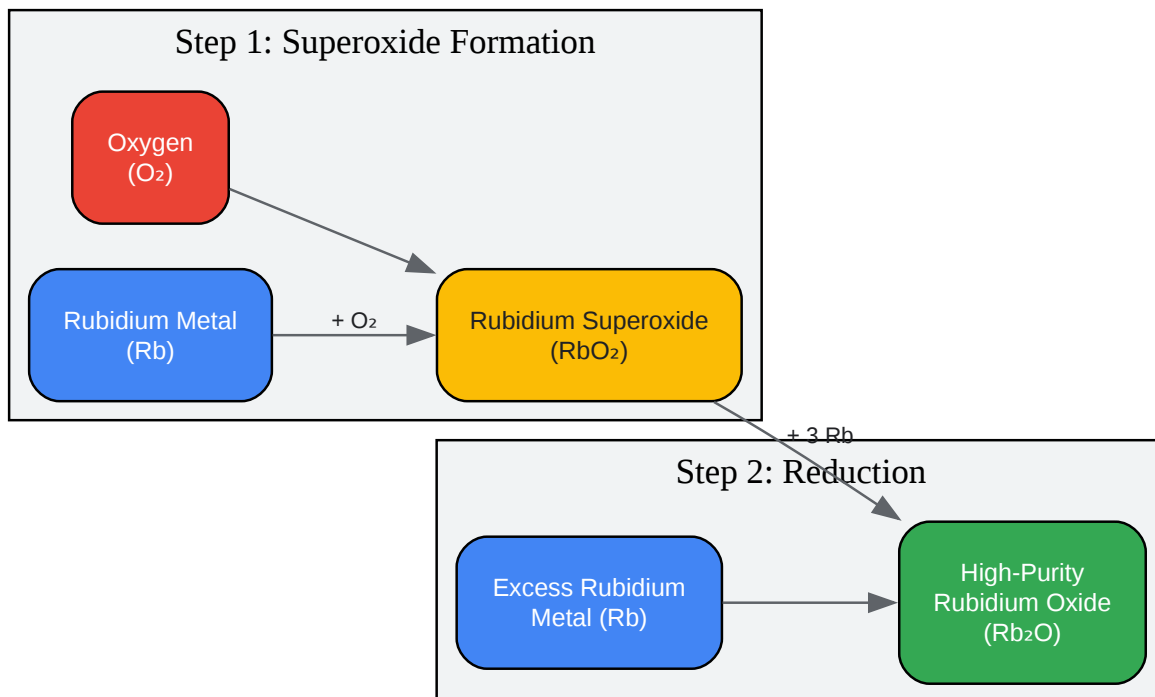 Step 1: Superoxide Formation
Oxygen
(O₂)
Rubidium Metal
(Rb)
+ O₂
Rubidium Superoxide
(RbO₂)
+ 3 Rb
Step 2: Reduction
Excess Rubidium
Metal (Rb)
High-Purity
Rubidium Oxide
(Rb₂O)